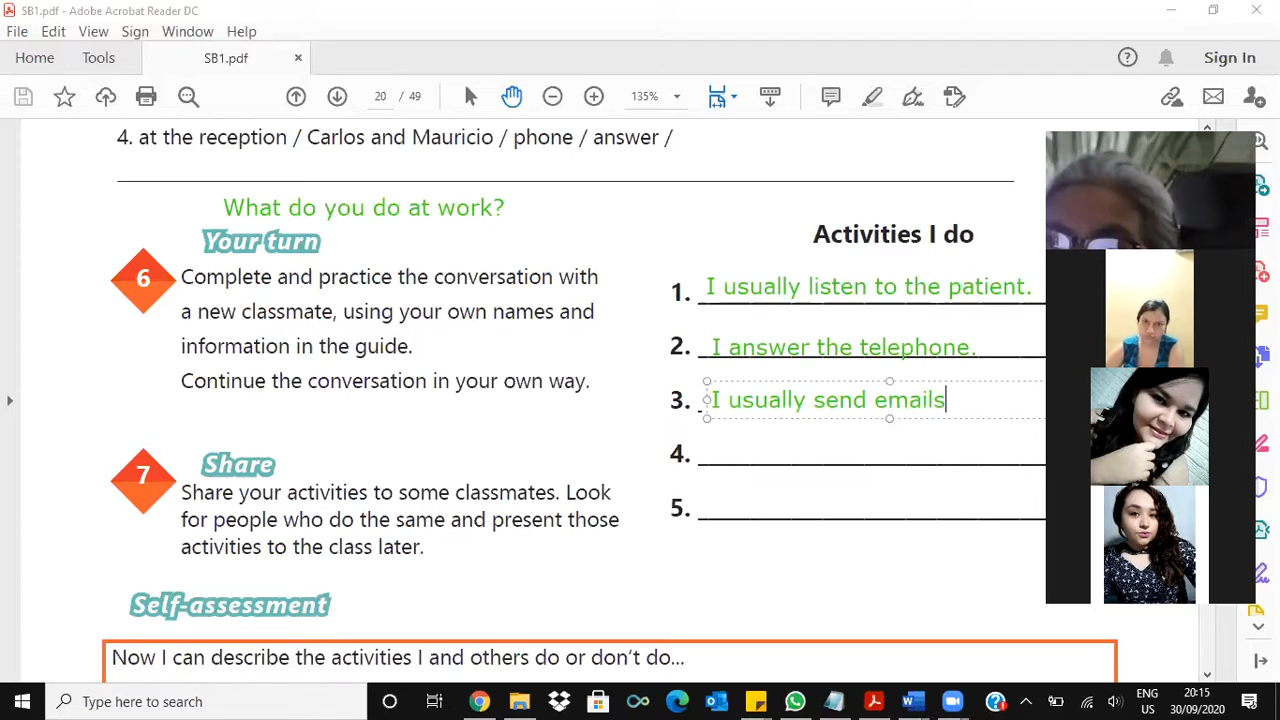 SB1.pdf - Adobe Acrobat Reader DC
File Edit View Sign Window Help
Home Tools SB1.pdf × Sign In
20 / 49 135%
4. at the reception / Carlos and Mauricio / phone / answer /
What do you do at work?
Your turn
6
Complete and practice the conversation with
a new classmate, using your own names and
information in the guide.
Continue the conversation in your own way.
Activities I do
1. I usually listen to the patient.
2. I answer the telephone.
3. I usually send emails
4.
5.
7
Share
Share your activities to some classmates. Look
for people who do the same and present those
activities to the class later.
Self-assessment
Now I can describe the activities I and others do or don't do...
Type here to search
ENG
US
20:15
30/09/2020